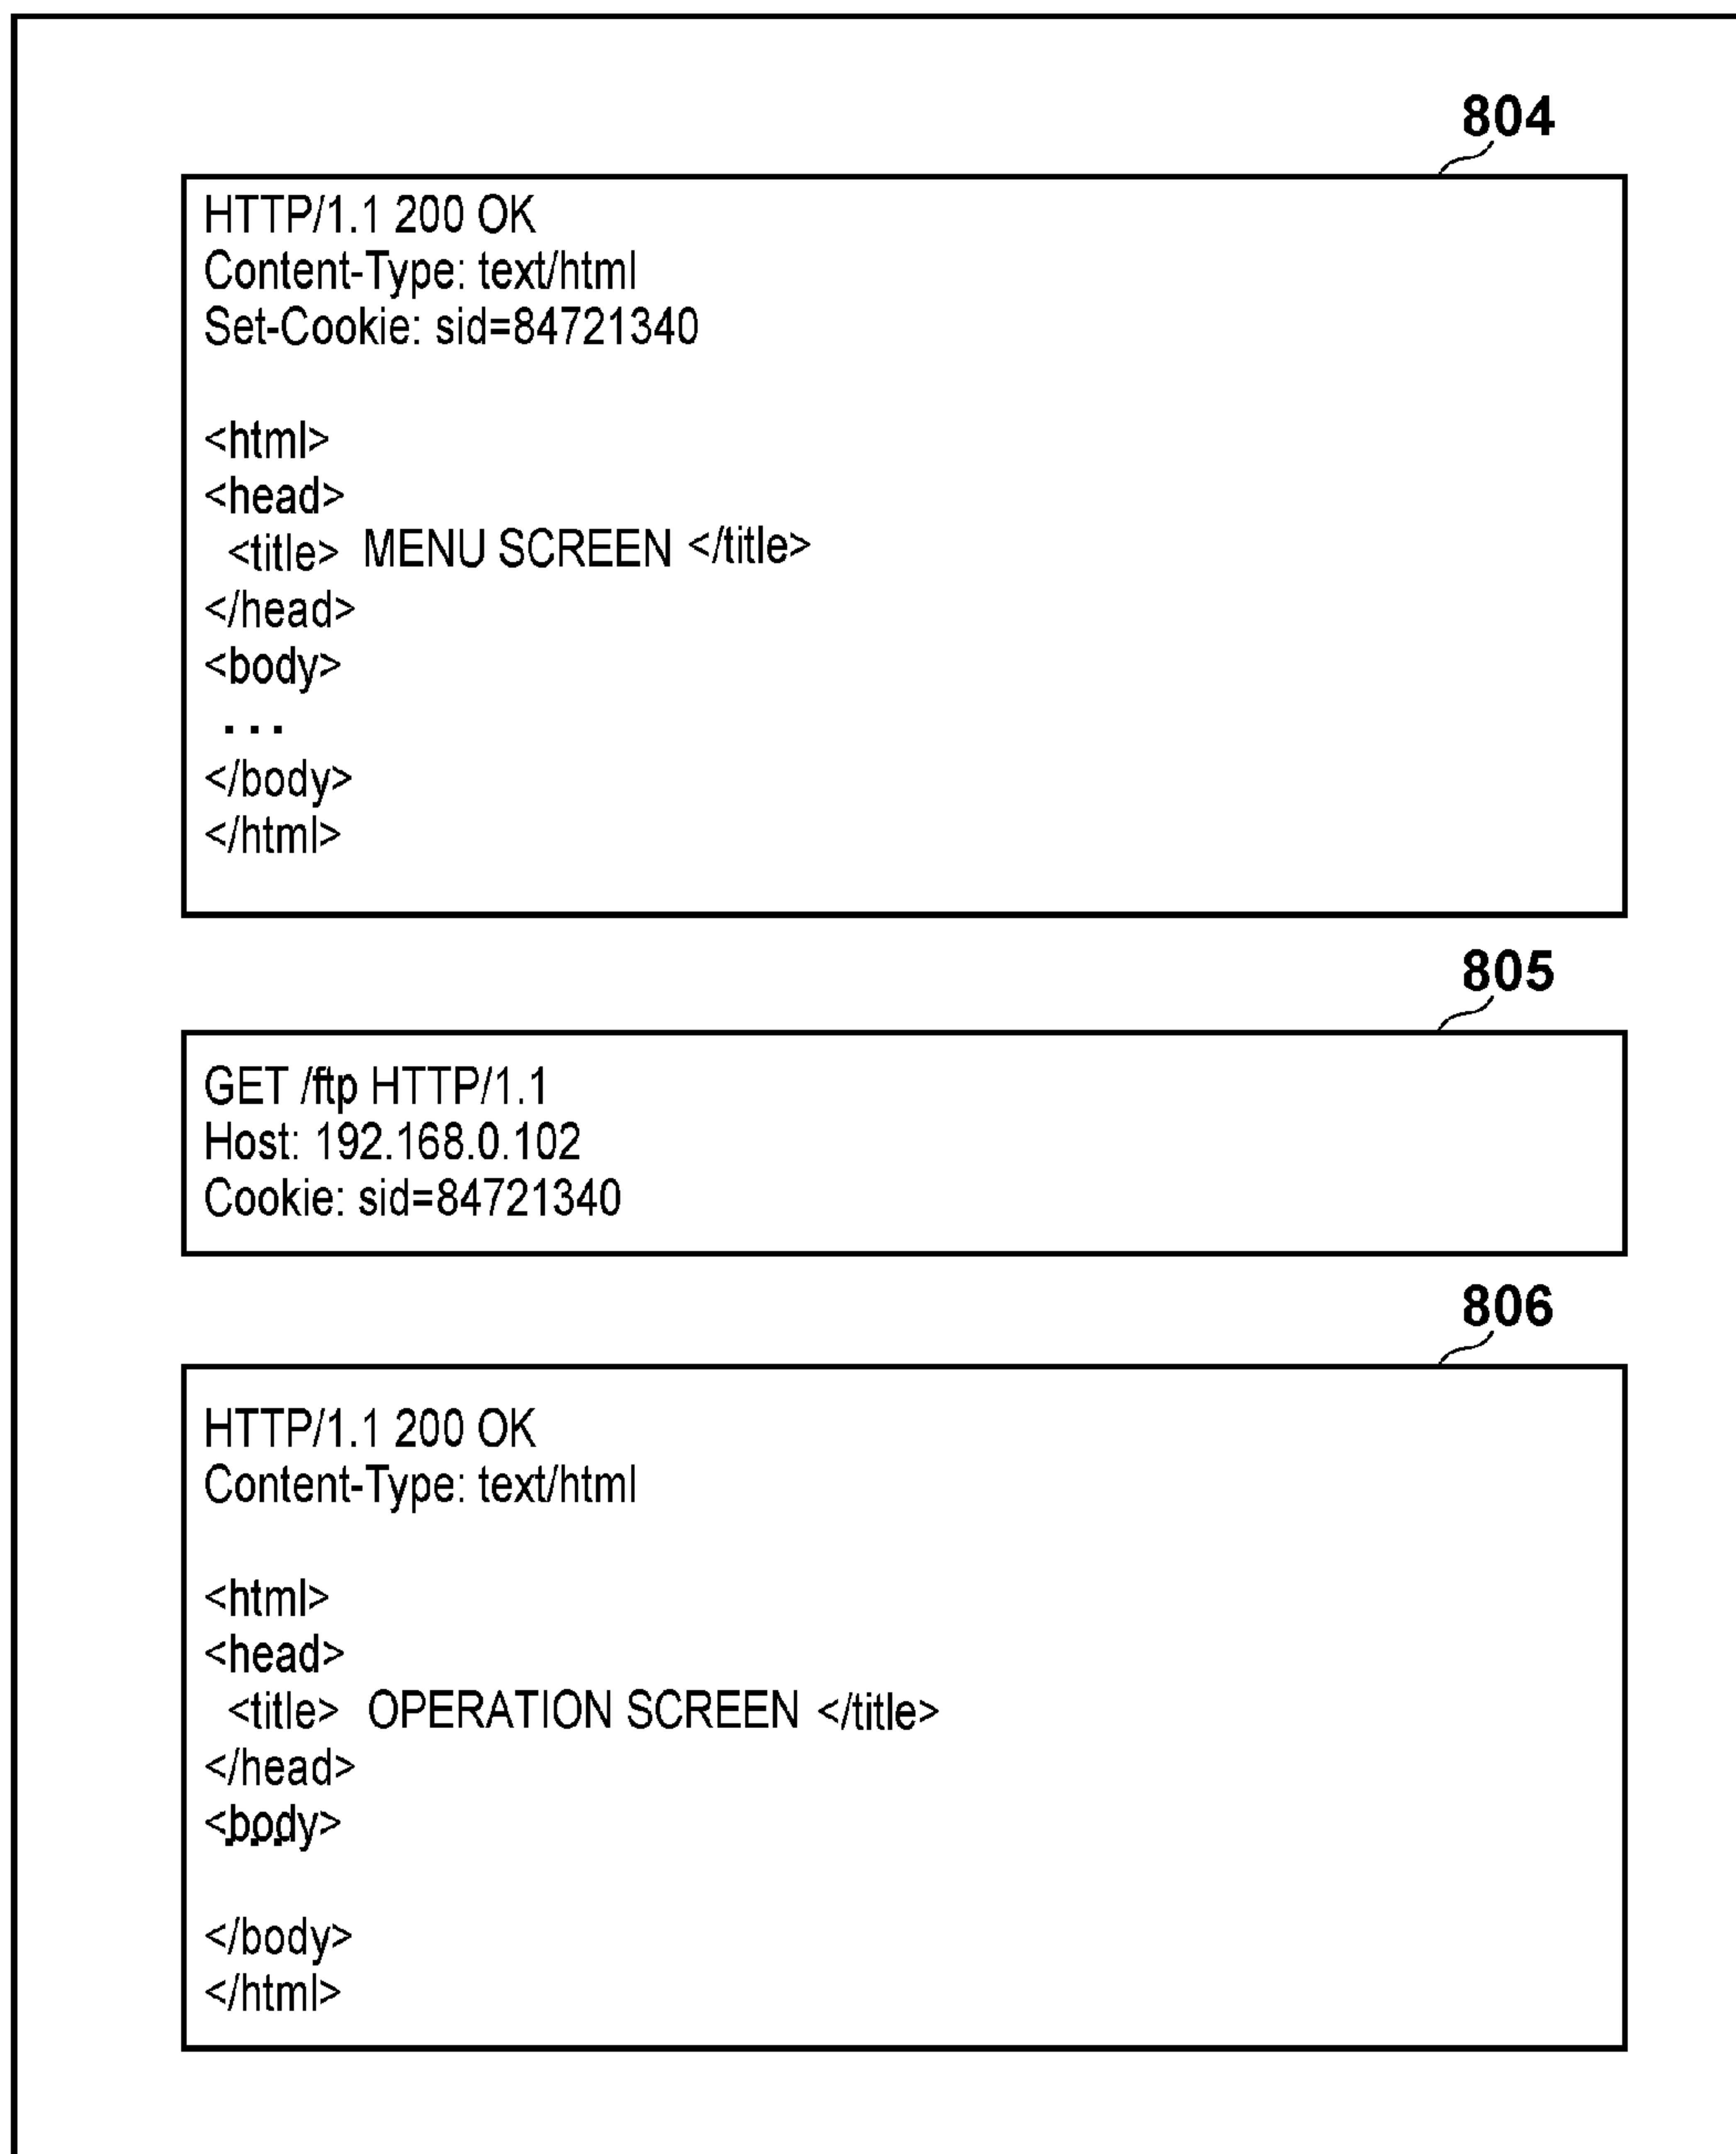 804
HTTP/1.1 200 OK
Content-Type: text/html
Set-Cookie: sid=84721340
<html>
<head>
<title> MENU SCREEN </title>
</head>
<body>
...
</body>
</html>
805
GET /ftp HTTP/1.1
Host: 192.168.0.102
Cookie: sid=84721340
806
HTTP/1.1 200 OK
Content-Type: text/html
<html>
<head>
<title> OPERATION SCREEN </title>
</head>
<body>
...
</body>
</html>